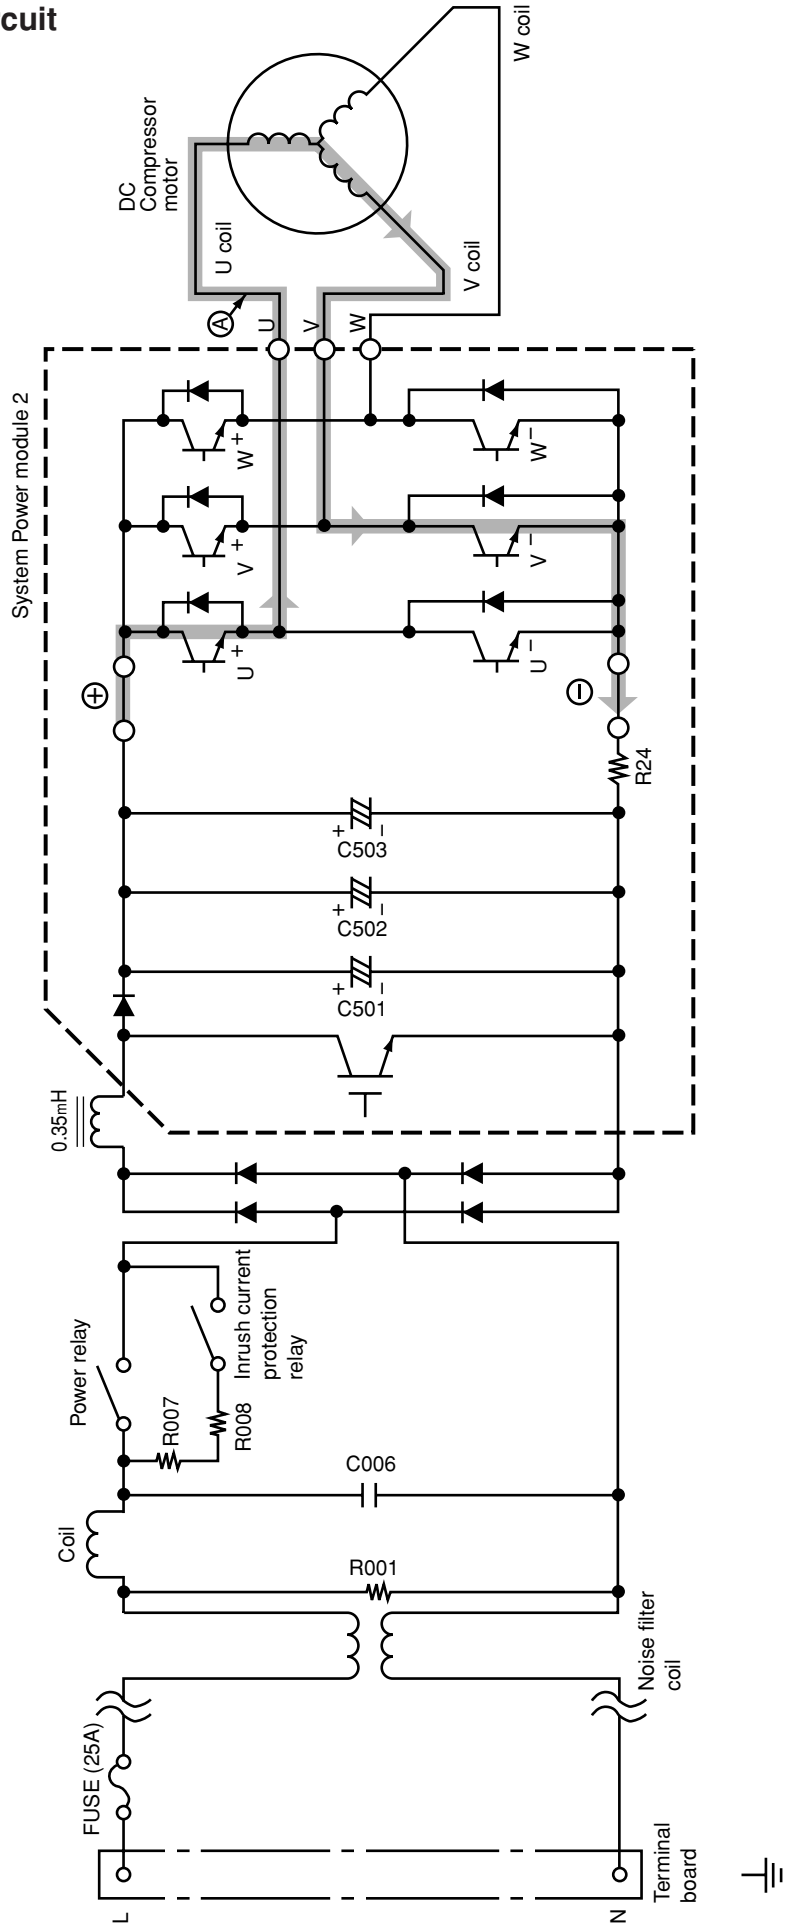 cuit
W coil
DC
Compressor
motor
U coil
V coil
A
U
V
W
System Power module 2
W +
W −
V +
V −
U +
U −
+
−
R24
+ −
C503
+ −
C502
+ −
C501
0.35mH
Power relay
Inrush current
protection
relay
R007
R008
C006
Coil
R001
Noise filter
coil
FUSE (25A)
Terminal
board
L
N